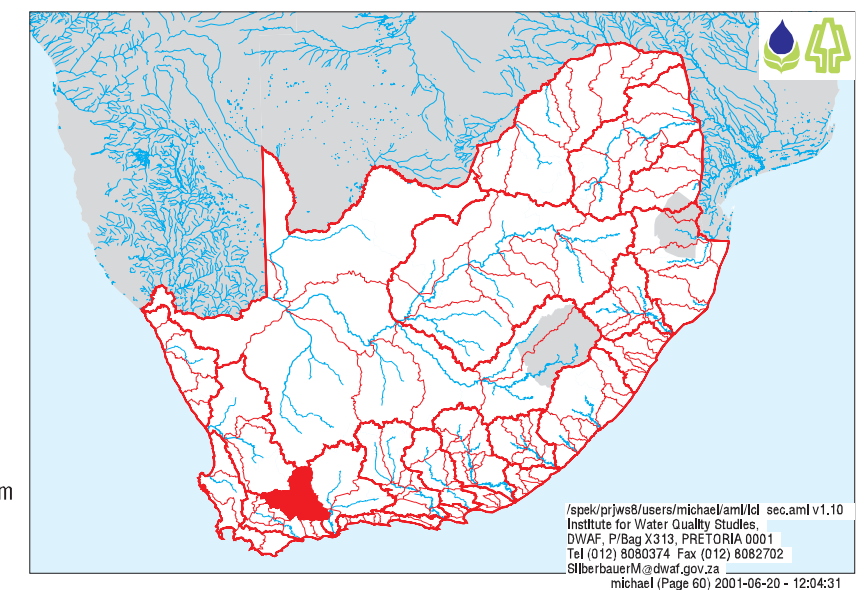 m
/spek/prjws8/users/michael/aml/lcl sec.aml v1.10
Institute for Water Quality Studies,
DWAF, P/Bag X313, PRETORIA 0001
Tel (012) 8080374 Fax (012) 8082702
SilberbauerM@dwaf.gov.za
michael (Page 60) 2001-06-20 - 12:04:31